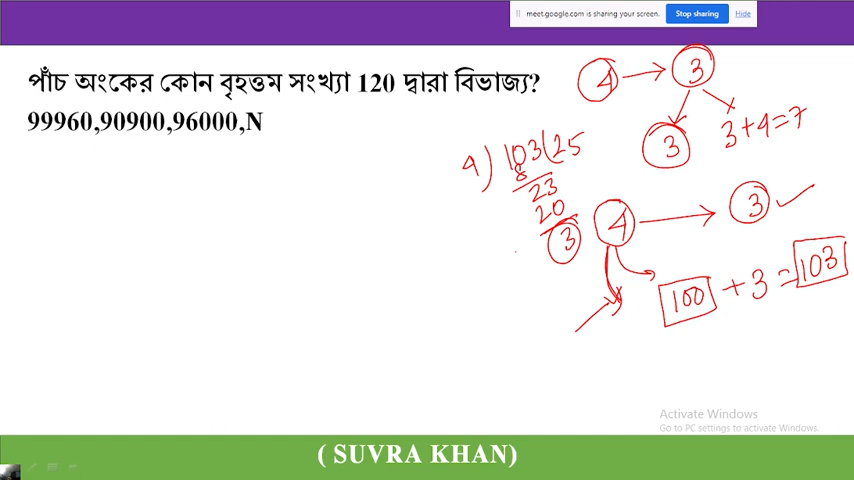 meet.google.com is sharing your screen. Stop sharing Hide
পাঁচ অংকের কোন বৃহত্তম সংখ্যা 120 দ্বারা বিভাজ্য?
99960,90900,96000,N
4 → 3
3 3+4=7
4) 103(25
8
23
20
3
4 → 3 ✓
100 + 3 = 103
Activate Windows
Go to PC settings to activate Windows.
( SUVRA KHAN)